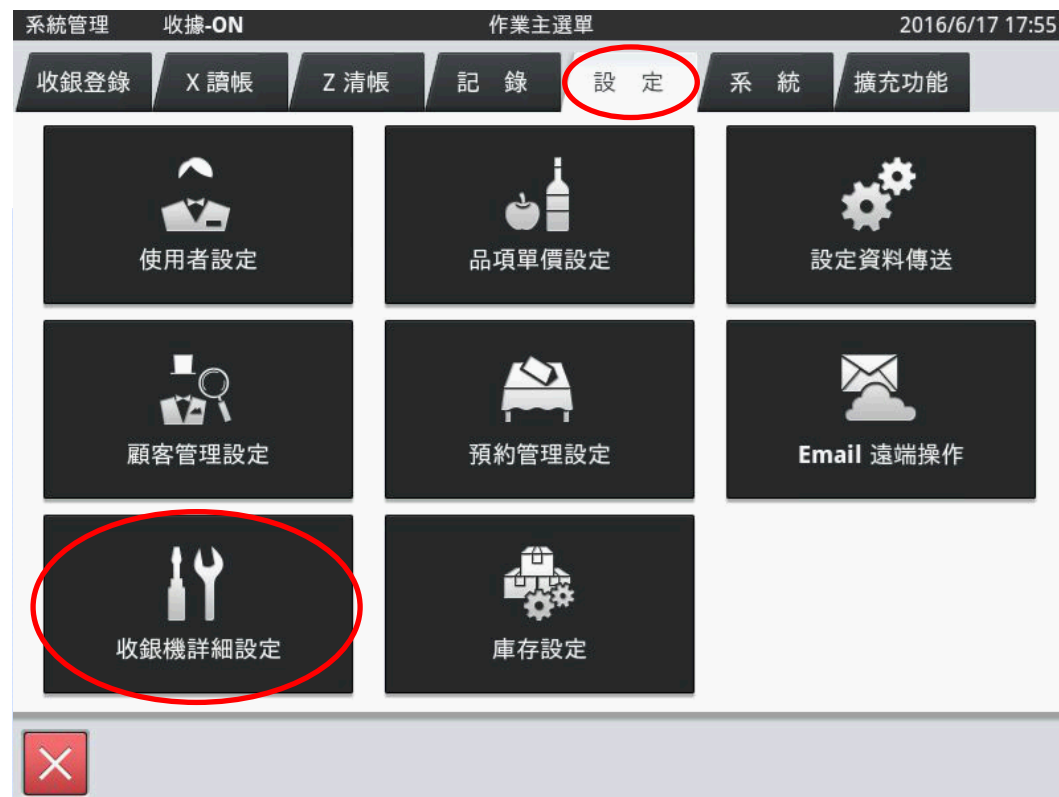 系統管理 收據-ON 作業主選單 2016/6/17 17:55
收銀登錄 X 讀帳 Z 清帳 記 錄 設 定 系 統 擴充功能
使用者設定 品項單價設定 設定資料傳送
顧客管理設定 預約管理設定 Email 遠端操作
收銀機詳細設定 庫存設定